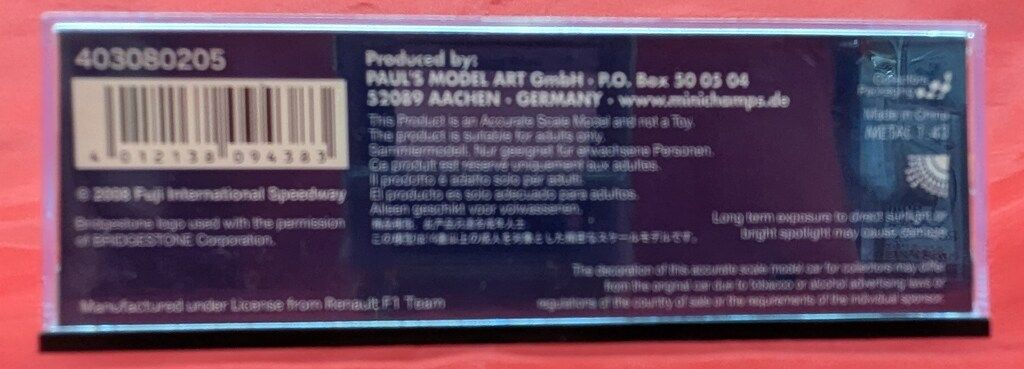 403080205
4 012138 094383
© 2008 Fuji International Speedway
Bridgestone logo used with the permission
of BRIDGESTONE Corporation.
Manufactured under License from Renault F1 Team
Produced by:
PAUL'S MODEL ART GmbH · P.O. Box 50 05 04
52089 AACHEN · GERMANY · www.minichamps.de
This Product is an Accurate Scale Model and not a Toy.
The product is suitable for adults only.
Sammlermodell. Nur geeignet für erwachsene Personen.
Ce produit est réservé uniquement aux adultes.
Il prodotto è adatto solo per adulti.
El producto es solo adecuado para adultos.
Alleen geschikt voor volwassenen.
Collectors
Packaging
Made in China
METAL 1:43
Long term exposure to direct sunlight or
bright spotlight may cause damage
The decoration of this accurate scale model car for collectors may differ
from the original car due to tobacco or alcohol advertising laws or
regulations of the country of sale or the requirements of the individual sponsor.